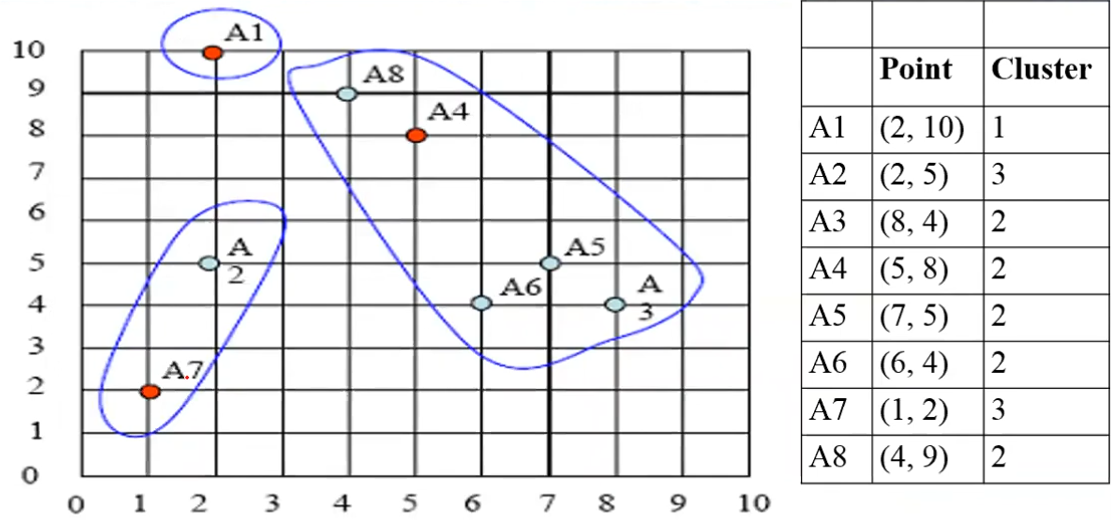 10
9
8
7
6
5
4
3
2
1
0
0 1 2 3 4 5 6 7 8 9 10
A1
A8
A4
A
2
A5
A6
A
3
A7
Point Cluster
A1 (2, 10) 1
A2 (2, 5) 3
A3 (8, 4) 2
A4 (5, 8) 2
A5 (7, 5) 2
A6 (6, 4) 2
A7 (1, 2) 3
A8 (4, 9) 2